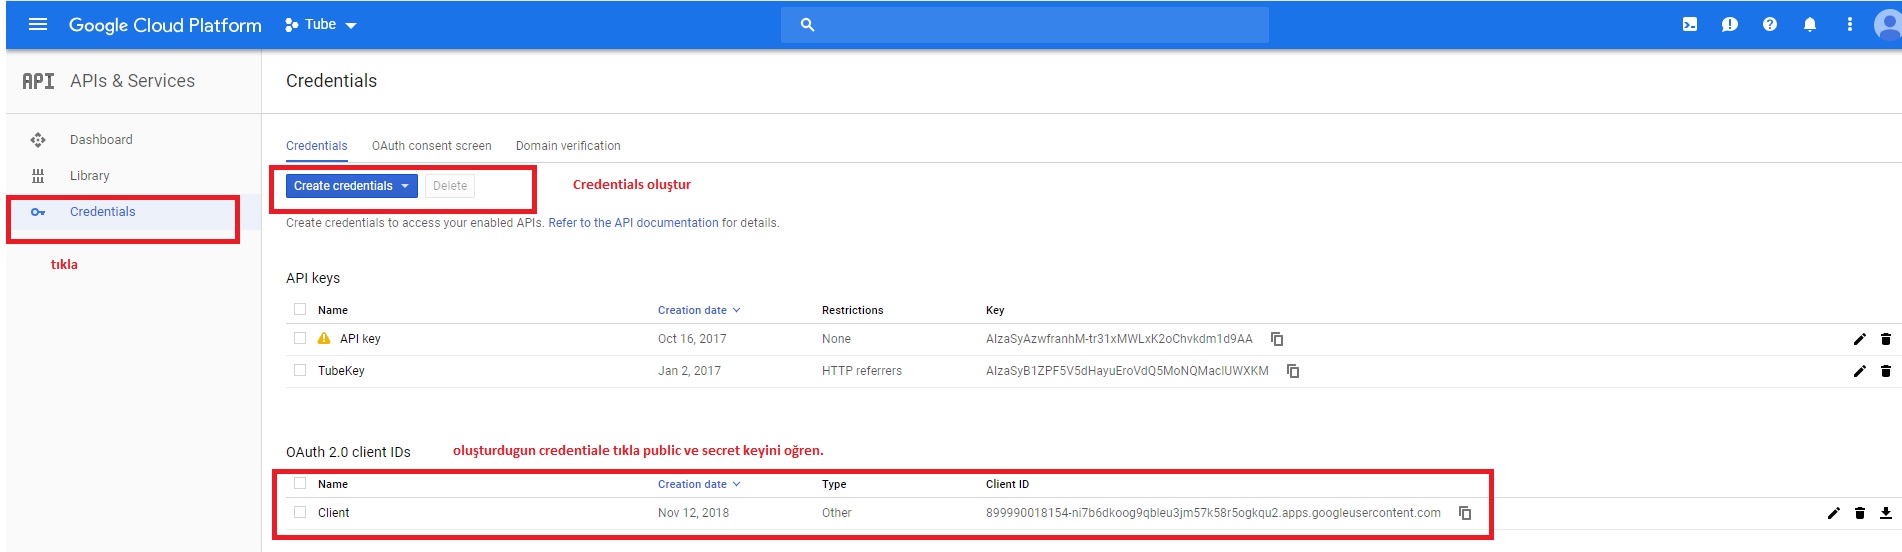 Google Cloud Platform Tube
API APIs & Services Credentials
Dashboard
Library
Credentials
tıkla
Credentials OAuth consent screen Domain verification
Create credentials Delete Credentials oluştur
Create credentials to access your enabled APIs. Refer to the API documentation for details.
API keys
Name Creation date Restrictions Key
API key Oct 16, 2017 None AIzaSyAzwfranhM-tr31xMWLxK2oChvkdm1d9AA
TubeKey Jan 2, 2017 HTTP referrers AIzaSyB1ZPF5V5dHayuEroVdQ5MoNQMacIUWXKM
OAuth 2.0 client IDs oluşturdugun credentiale tıkla public ve secret keyini oğren.
Name Creation date Type Client ID
Client Nov 12, 2018 Other 899990018154-ni7b6dkoog9qbleu3jm57k58r5ogkqu2.apps.googleusercontent.com